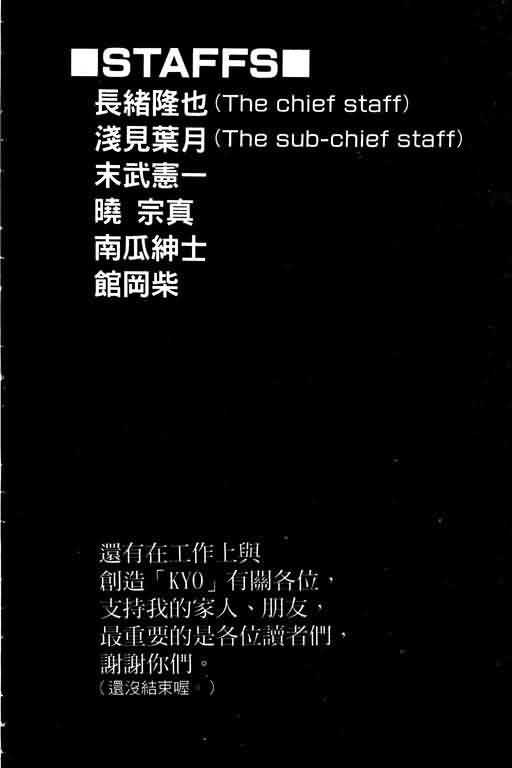 ■STAFFS■
長緒隆也(The chief staff)
淺見葉月(The sub-chief staff)
末武憲一
曉 宗真
南瓜紳士
館岡柴
還有在工作上與
創造「KYO」有關各位，
支持我的家人、朋友，
最重要的是各位讀者們，
謝謝你們。
(還沒結束喔。)